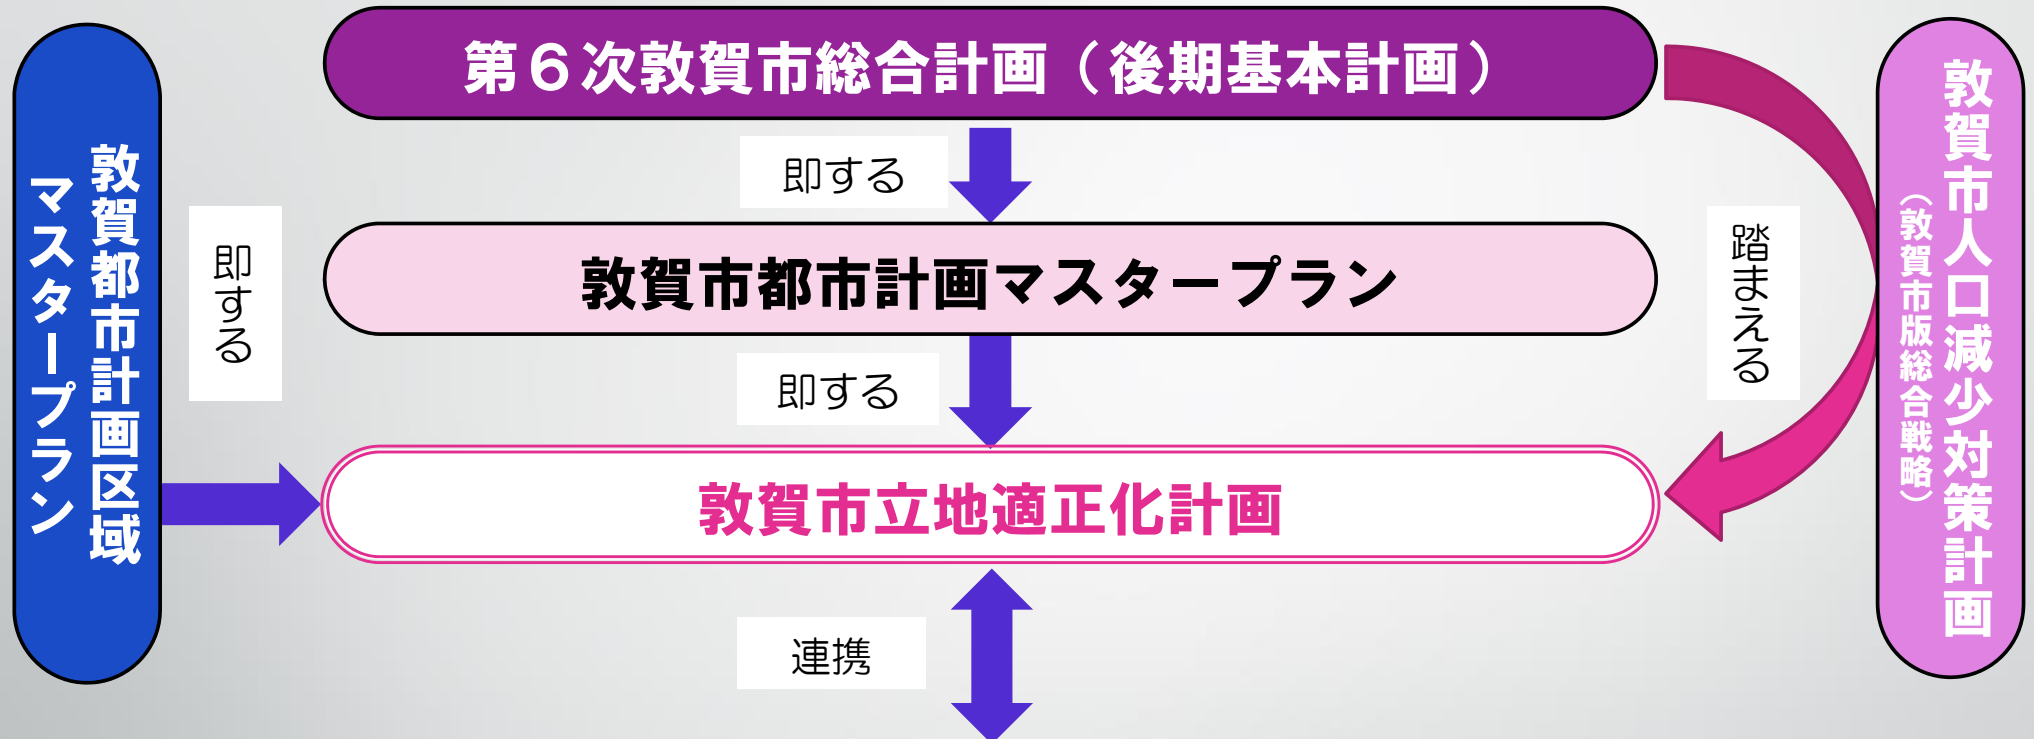 第６次敦賀市総合計画（後期基本計画）
即する
敦賀市都市計画マスタープラン
即する
敦賀市立地適正化計画
連携
敦賀都市計画区域
マスタープラン
即する
敦賀市人口減少対策計画
（敦賀市版総合戦略）
踏まえる